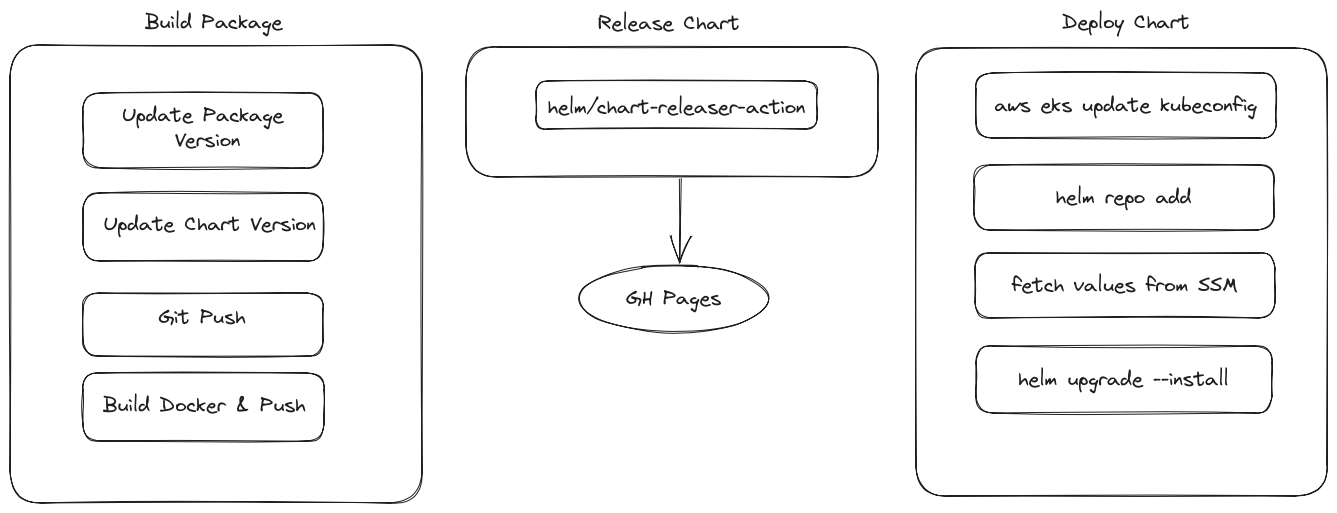 Build Package
Update Package
Version
Update Chart Version
Git Push
Build Docker & Push
Release Chart
helm/chart-releaser-action
GH Pages
Deploy Chart
aws eks update kubeconfig
helm repo add
fetch values from SSM
helm upgrade --install